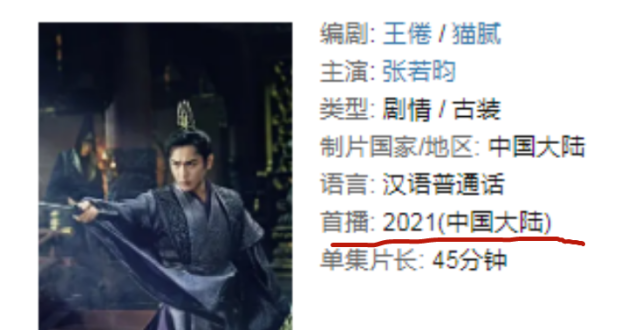 编剧: 王倦 / 猫腻
主演: 张若昀
类型: 剧情 / 古装
制片国家/地区: 中国大陆
语言: 汉语普通话
首播: 2021(中国大陆)
单集片长: 45分钟